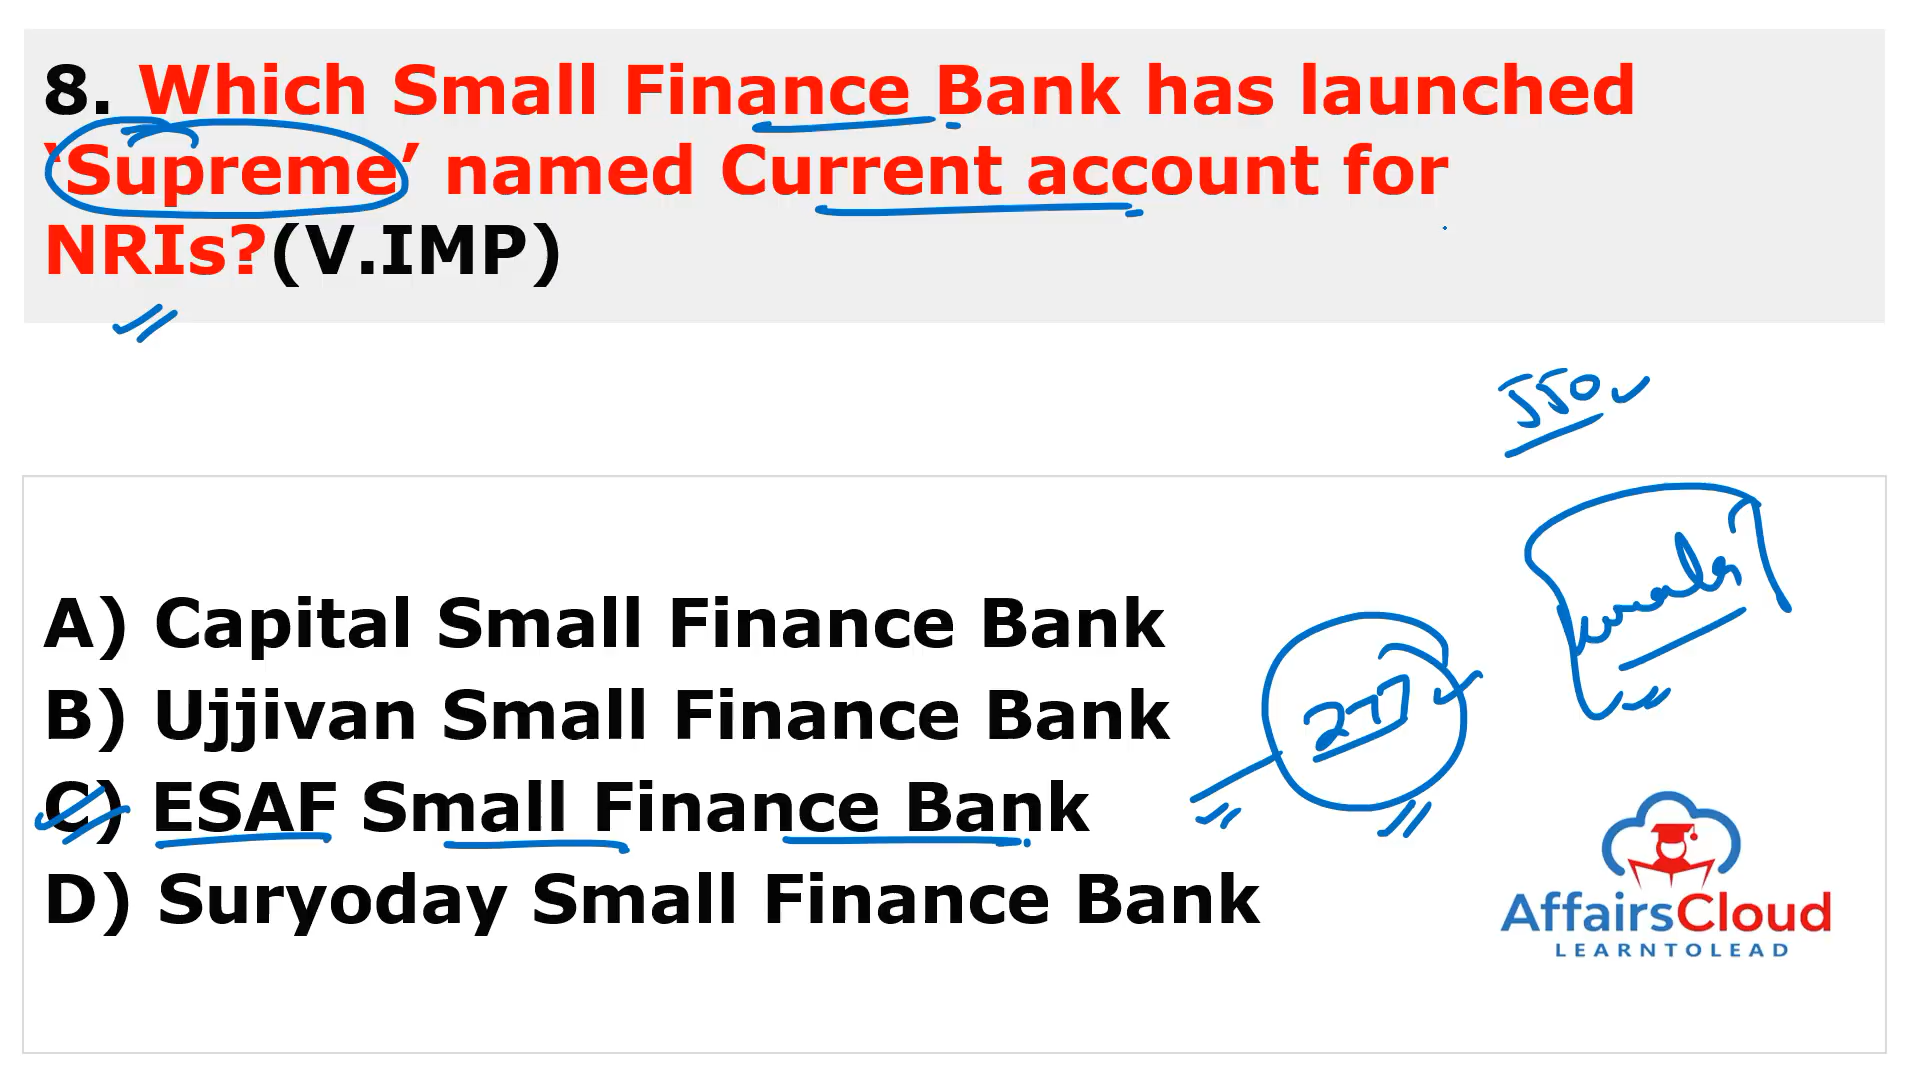 8. Which Small Finance Bank has launched
‘Supreme’ named Current account for
NRIs?(V.IMP)
550
277
A) Capital Small Finance Bank
B) Ujjivan Small Finance Bank
C) ESAF Small Finance Bank
D) Suryoday Small Finance Bank
AffairsCloud
LEARNTOLEAD